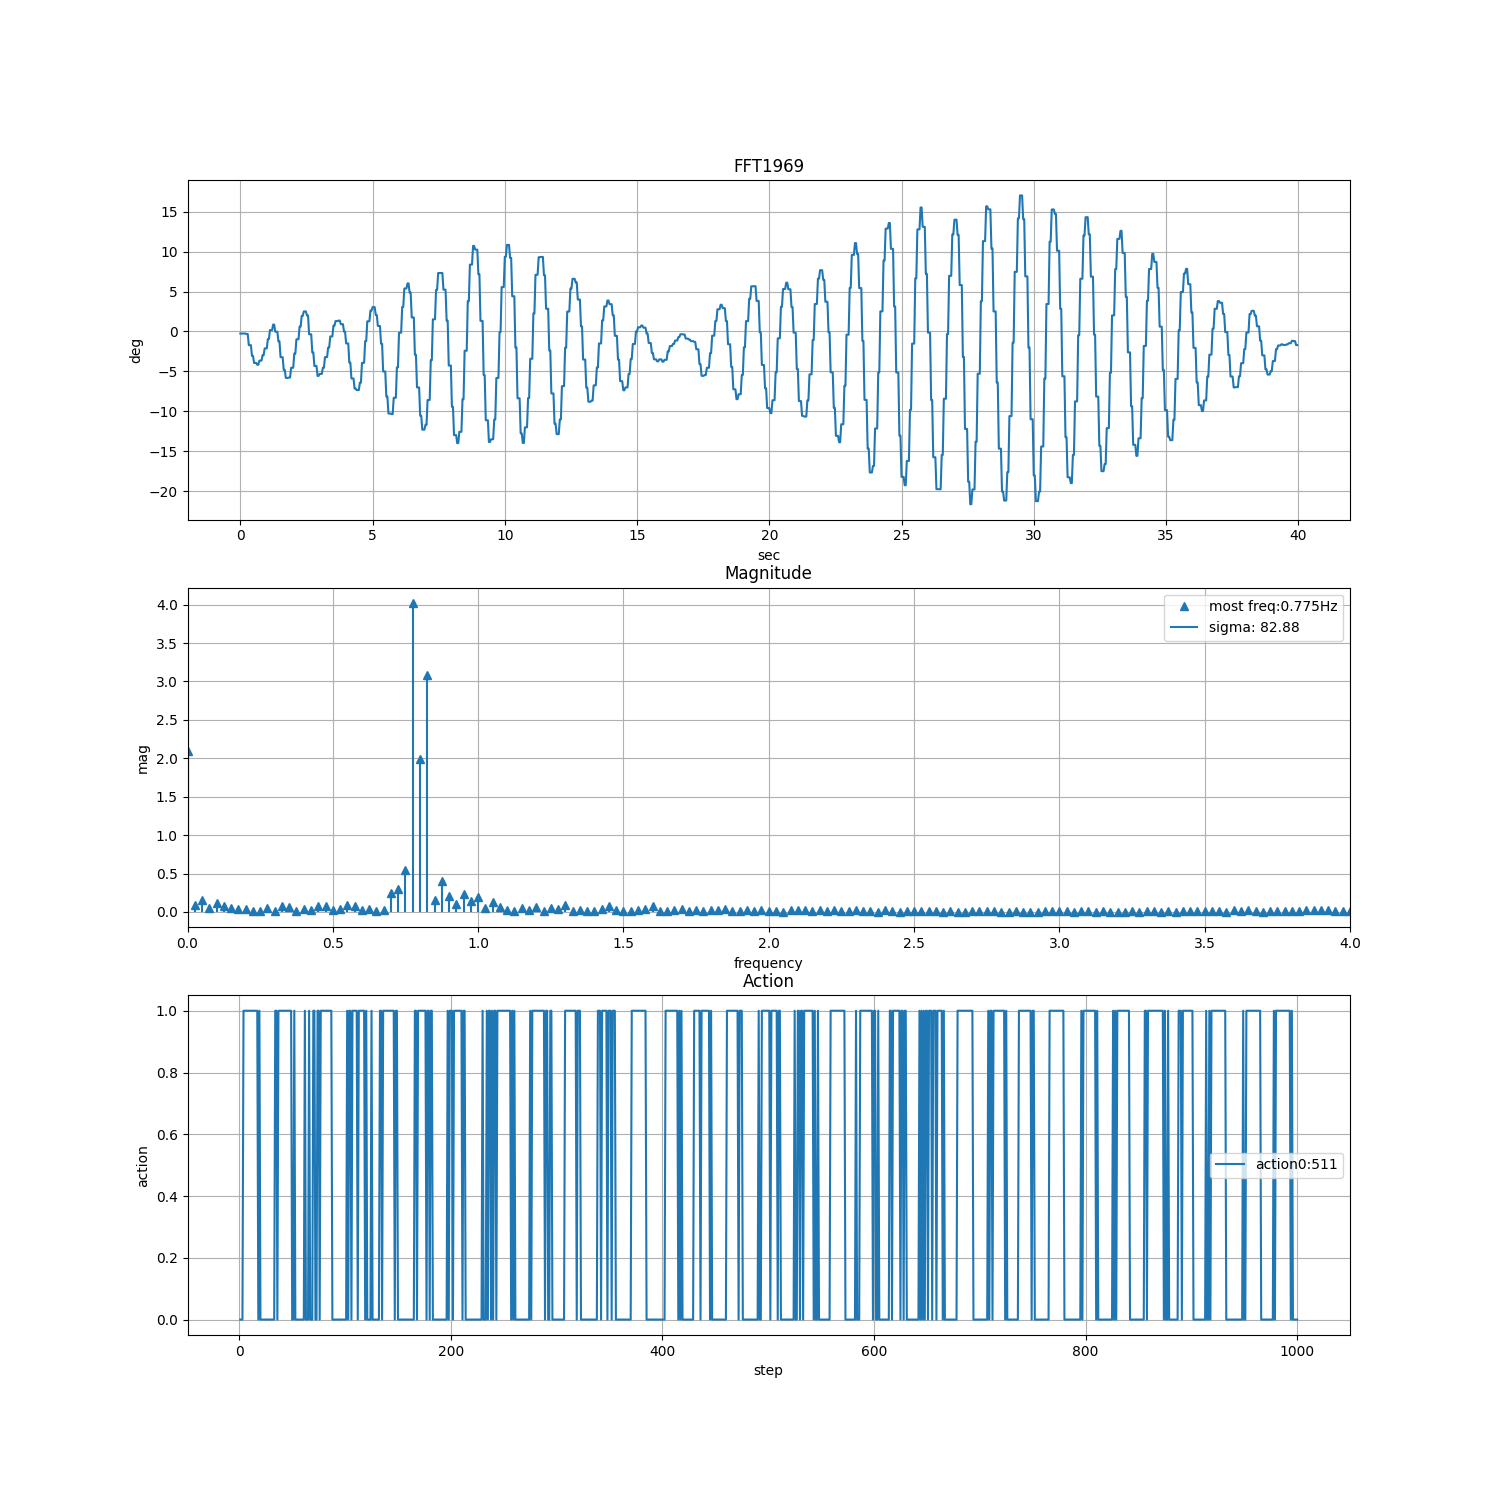 FFT1969
15
10
5
0
−5
−10
−15
−20
deg
0 5 10 15 20 25 30 35 40
sec
Magnitude
4.0
3.5
3.0
2.5
2.0
1.5
1.0
0.5
0.0
mag
most freq:0.775Hz
sigma: 82.88
0.0 0.5 1.0 1.5 2.0 2.5 3.0 3.5 4.0
frequency
Action
1.0
0.8
0.6
0.4
0.2
0.0
action
action0:511
0 200 400 600 800 1000
step